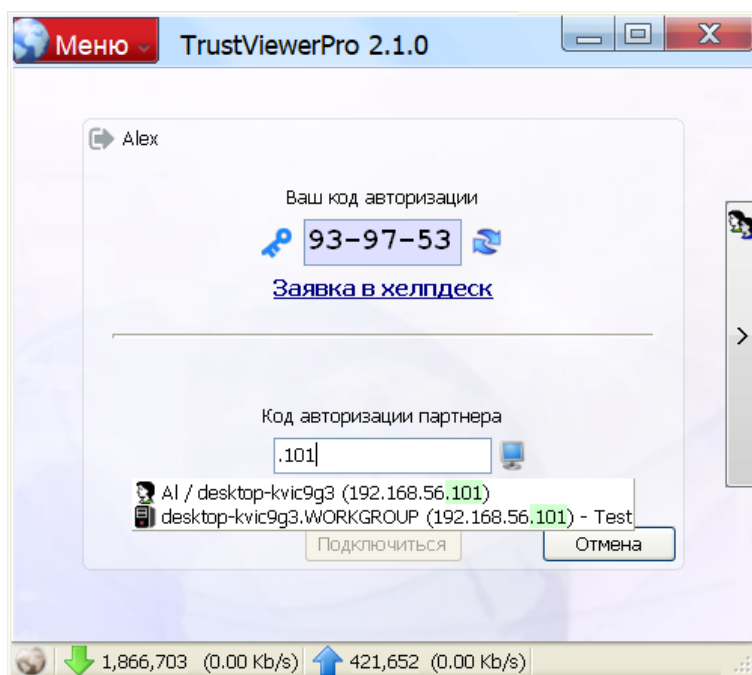 Меню TrustViewerPro 2.1.0
Alex
Ваш код авторизации
93-97-53
Заявка в хелпдеск
Код авторизации партнера
.101
Al / desktop-kvic9g3 (192.168.56.101)
desktop-kvic9g3.WORKGROUP (192.168.56.101) - Test
Подключиться Отмена
1,866,703 (0.00 Kb/s) 421,652 (0.00 Kb/s)